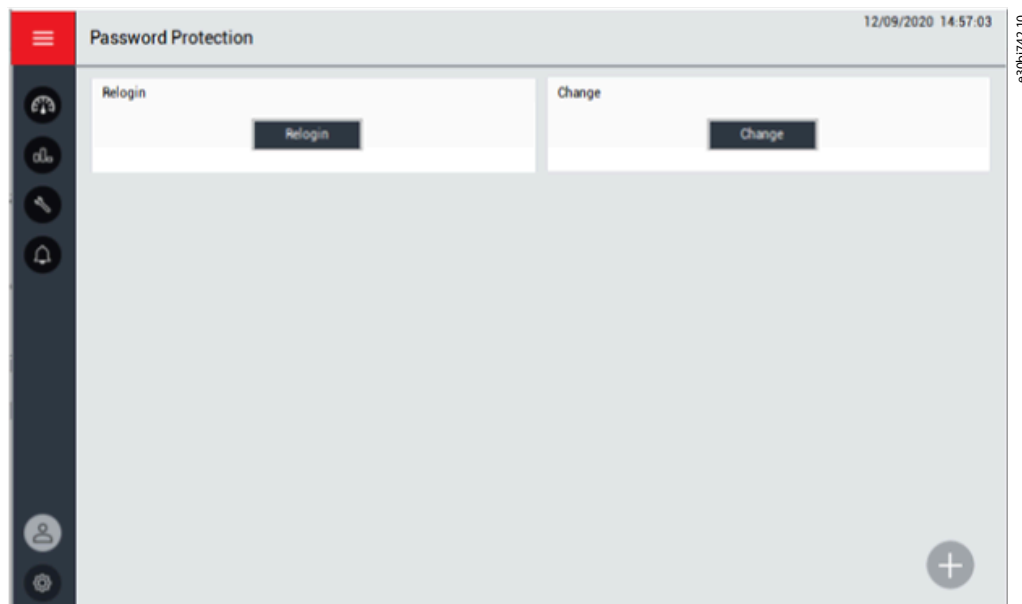 12/09/2020 14:57:03
Password Protection
Relogin
Change
Relogin
Change
e30bj742.10